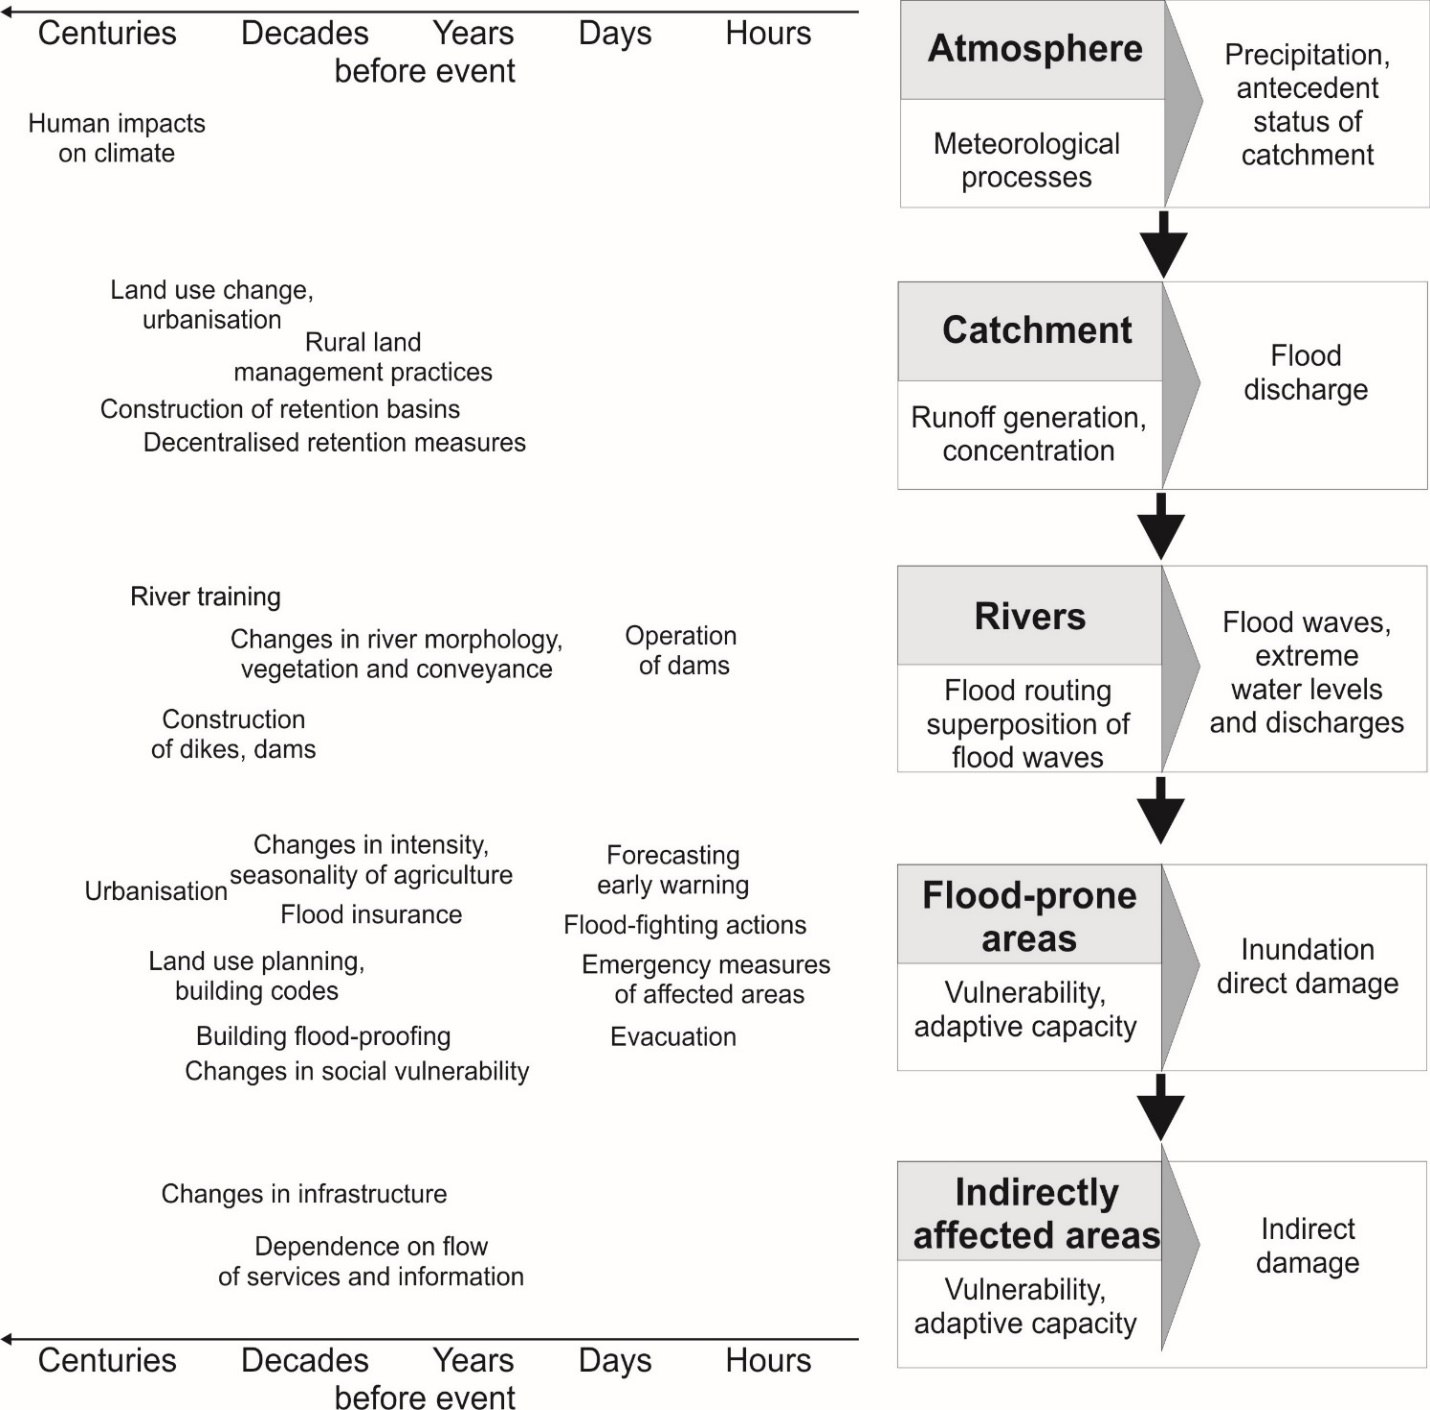 Centuries Decades Years Days Hours
before event
Human impacts
on climate
Atmosphere
Meteorological
processes
Precipitation,
antecedent
status of
catchment
Land use change,
urbanisation
Rural land
management practices
Construction of retention basins
Decentralised retention measures
Catchment
Runoff generation,
concentration
Flood
discharge
River training
Changes in river morphology,
vegetation and conveyance
Operation
of dams
Construction
of dikes, dams
Rivers
Flood routing
superposition of
flood waves
Flood waves,
extreme
water levels
and discharges
Changes in intensity,
seasonality of agriculture
Urbanisation
Flood insurance
Land use planning,
building codes
Building flood-proofing
Changes in social vulnerability
Forecasting
early warning
Flood-fighting actions
Emergency measures
of affected areas
Evacuation
Flood-prone
areas
Vulnerability,
adaptive capacity
Inundation
direct damage
Changes in infrastructure
Dependence on flow
of services and information
Indirectly
affected areas
Vulnerability,
adaptive capacity
Indirect
damage
Centuries Decades Years Days Hours
before event